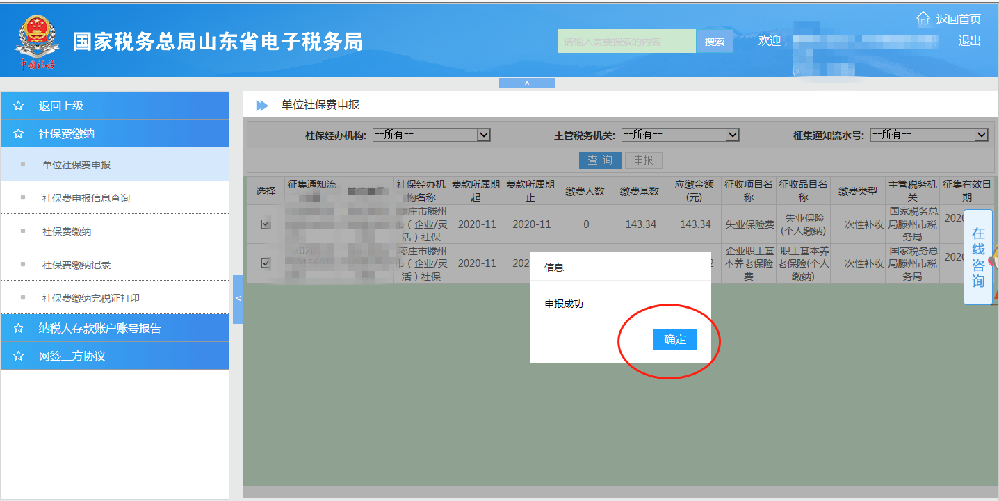 返回首页
国家税务总局山东省电子税务局
请输入需要搜索的内容
搜索
欢迎
退出
返回上级
社保费缴纳
单位社保费申报
社保费申报信息查询
社保费缴纳
社保费缴纳记录
社保费缴纳完税证打印
纳税人存款账户账号报告
网签三方协议
单位社保费申报
社保经办机构: --所有-- 主管税务机关: --所有-- 征集通知流水号: --所有--
查 询 申报
选择
征集通知流
社保经办机
构名称
费款所属期
起
费款所属期
止
缴费人数
缴费基数
应缴金额
(元)
征收项目名
称
征收品目名
称
缴费类型
主管税务机
关
征集有效日
期
枣庄市滕州
市（企业/灵
活）社保
2020-11
2020-11
0
143.34
143.34
失业保险费
失业保险
(个人缴纳)
一次性补收
国家税务总
局滕州市税
务局
2020
枣庄市滕州
市（企业/灵
活）社保
2020-11
202
2
企业职工基
本养老保险
费
职工基本养
老保险(个人
缴纳)
一次性补收
国家税务总
局滕州市税
务局
2020
信息
申报成功
确定
在线咨询